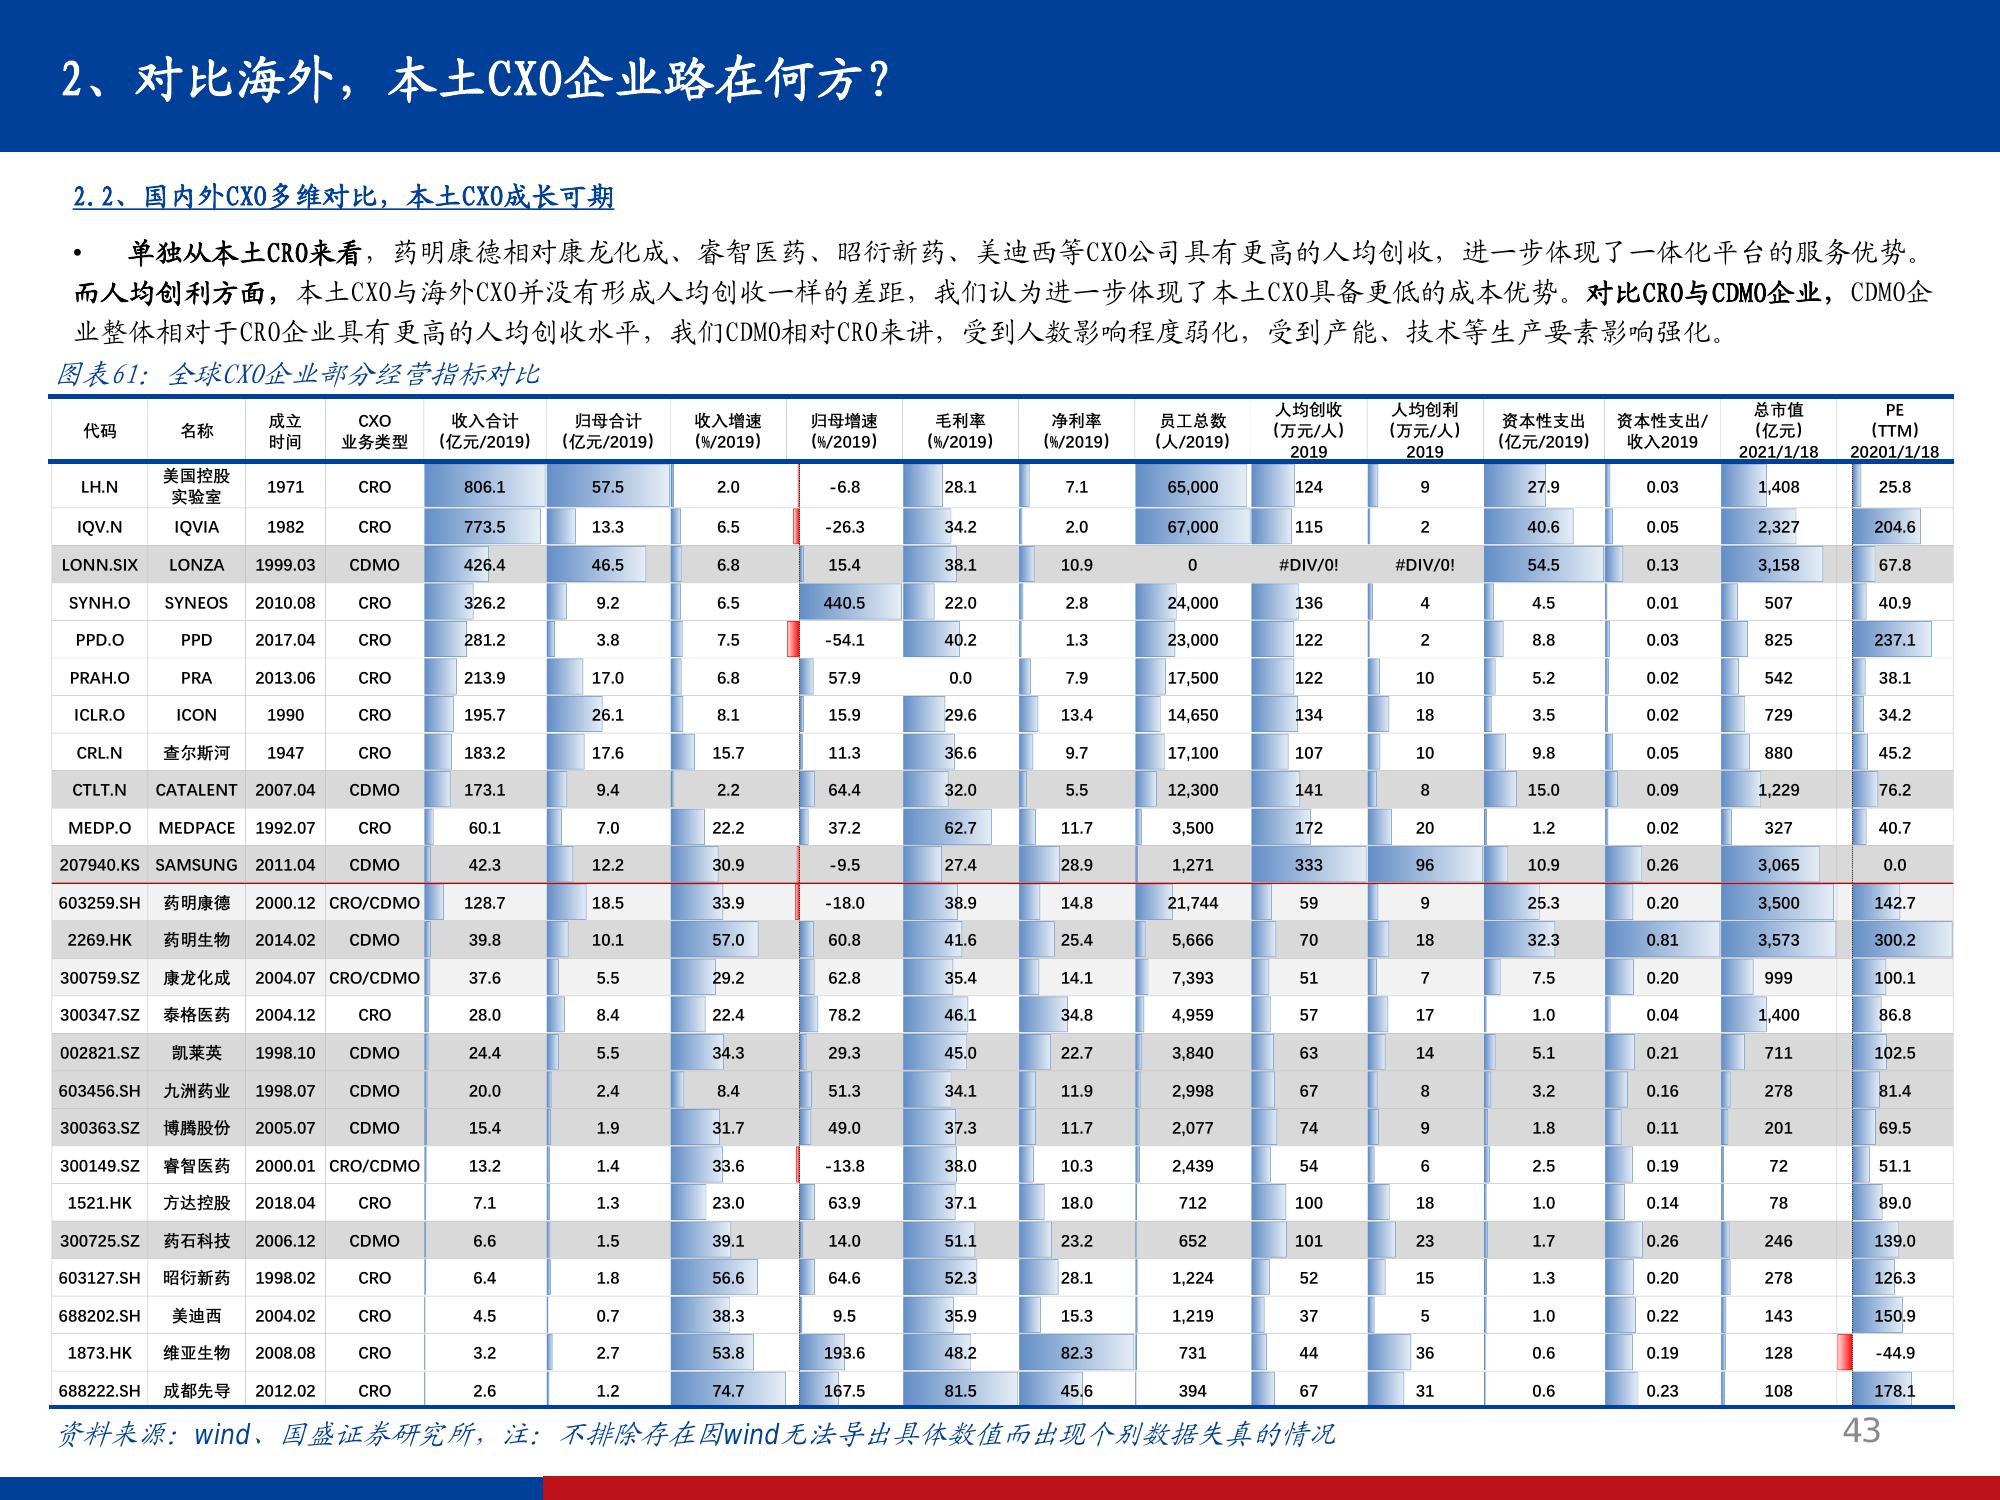 2、对比海外，本土CXO企业路在何方？
2.2、国内外CXO多维对比，本土CXO成长可期
• 单独从本土CRO来看，药明康德相对康龙化成、睿智医药、昭衍新药、美迪西等CXO公司具有更高的人均创收，进一步体现了一体化平台的服务优势。
而人均创利方面，本土CXO与海外CXO并没有形成人均创收一样的差距，我们认为进一步体现了本土CXO具备更低的成本优势。对比CRO与CDMO企业，CDMO企
业整体相对于CRO企业具有更高的人均创收水平，我们CDMO相对CRO来讲，受到人数影响程度弱化，受到产能、技术等生产要素影响强化。
图表61：全球CXO企业部分经营指标对比
代码 名称 成立时间 CXO业务类型 收入合计(亿元/2019) 归母合计(亿元/2019) 收入增速(%/2019) 归母增速(%/2019) 毛利率(%/2019) 净利率(%/2019) 员工总数(人/2019) 人均创收(万元/人)2019 人均创利(万元/人)2019 资本性支出(亿元/2019) 资本性支出/收入2019 总市值(亿元)2021/1/18 PE(TTM)20201/1/18
LH.N 美国控股实验室 1971 CRO 806.1 57.5 2.0 -6.8 28.1 7.1 65,000 124 9 27.9 0.03 1,408 25.8
IQV.N IQVIA 1982 CRO 773.5 13.3 6.5 -26.3 34.2 2.0 67,000 115 2 40.6 0.05 2,327 204.6
LONN.SIX LONZA 1999.03 CDMO 426.4 46.5 6.8 15.4 38.1 10.9 0 #DIV/0! #DIV/0! 54.5 0.13 3,158 67.8
SYNH.O SYNEOS 2010.08 CRO 326.2 9.2 6.5 440.5 22.0 2.8 24,000 136 4 4.5 0.01 507 40.9
PPD.O PPD 2017.04 CRO 281.2 3.8 7.5 -54.1 40.2 1.3 23,000 122 2 8.8 0.03 825 237.1
PRAH.O PRA 2013.06 CRO 213.9 17.0 6.8 57.9 0.0 7.9 17,500 122 10 5.2 0.02 542 38.1
ICLR.O ICON 1990 CRO 195.7 26.1 8.1 15.9 29.6 13.4 14,650 134 18 3.5 0.02 729 34.2
CRL.N 查尔斯河 1947 CRO 183.2 17.6 15.7 11.3 36.6 9.7 17,100 107 10 9.8 0.05 880 45.2
CTLT.N CATALENT 2007.04 CDMO 173.1 9.4 2.2 64.4 32.0 5.5 12,300 141 8 15.0 0.09 1,229 76.2
MEDP.O MEDPACE 1992.07 CRO 60.1 7.0 22.2 37.2 62.7 11.7 3,500 172 20 1.2 0.02 327 40.7
207940.KS SAMSUNG 2011.04 CDMO 42.3 12.2 30.9 -9.5 27.4 28.9 1,271 333 96 10.9 0.26 3,065 0.0
603259.SH 药明康德 2000.12 CRO/CDMO 128.7 18.5 33.9 -18.0 38.9 14.8 21,744 59 9 25.3 0.20 3,500 142.7
2269.HK 药明生物 2014.02 CDMO 39.8 10.1 57.0 60.8 41.6 25.4 5,666 70 18 32.3 0.81 3,573 300.2
300759.SZ 康龙化成 2004.07 CRO/CDMO 37.6 5.5 29.2 62.8 35.4 14.1 7,393 51 7 7.5 0.20 999 100.1
300347.SZ 泰格医药 2004.12 CRO 28.0 8.4 22.4 78.2 46.1 34.8 4,959 57 17 1.0 0.04 1,400 86.8
002821.SZ 凯莱英 1998.10 CDMO 24.4 5.5 34.3 29.3 45.0 22.7 3,840 63 14 5.1 0.21 711 102.5
603456.SH 九洲药业 1998.07 CDMO 20.0 2.4 8.4 51.3 34.1 11.9 2,998 67 8 3.2 0.16 278 81.4
300363.SZ 博腾股份 2005.07 CDMO 15.4 1.9 31.7 49.0 37.3 11.7 2,077 74 9 1.8 0.11 201 69.5
300149.SZ 睿智医药 2000.01 CRO/CDMO 13.2 1.4 33.6 -13.8 38.0 10.3 2,439 54 6 2.5 0.19 72 51.1
1521.HK 方达控股 2018.04 CRO 7.1 1.3 23.0 63.9 37.1 18.0 712 100 18 1.0 0.14 78 89.0
300725.SZ 药石科技 2006.12 CDMO 6.6 1.5 39.1 14.0 51.1 23.2 652 101 23 1.7 0.26 246 139.0
603127.SH 昭衍新药 1998.02 CRO 6.4 1.8 56.6 64.6 52.3 28.1 1,224 52 15 1.3 0.20 278 126.3
688202.SH 美迪西 2004.02 CRO 4.5 0.7 38.3 9.5 35.9 15.3 1,219 37 5 1.0 0.22 143 150.9
1873.HK 维亚生物 2008.08 CRO 3.2 2.7 53.8 193.6 48.2 82.3 731 44 36 0.6 0.19 128 -44.9
688222.SH 成都先导 2012.02 CRO 2.6 1.2 74.7 167.5 81.5 45.6 394 67 31 0.6 0.23 108 178.1
资料来源：wind、国盛证券研究所，注： 不排除存在因wind无法导出具体数值而出现个别数据失真的情况
43